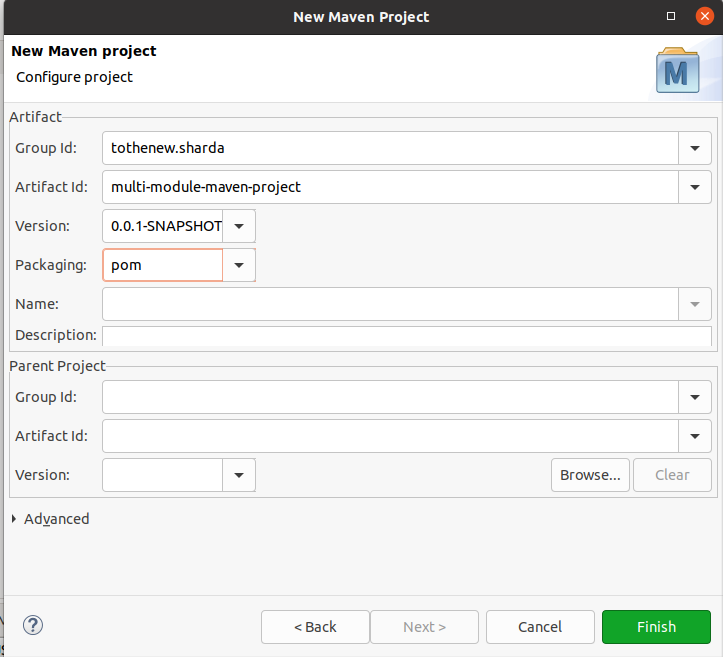 New Maven Project
New Maven project
Configure project
M
Artifact
Group Id: tothenew.sharda
Artifact Id: multi-module-maven-project
Version: 0.0.1-SNAPSHOT
Packaging: pom
Name:
Description:
Parent Project
Group Id:
Artifact Id:
Version: Browse... Clear
Advanced
? < Back Next > Cancel Finish